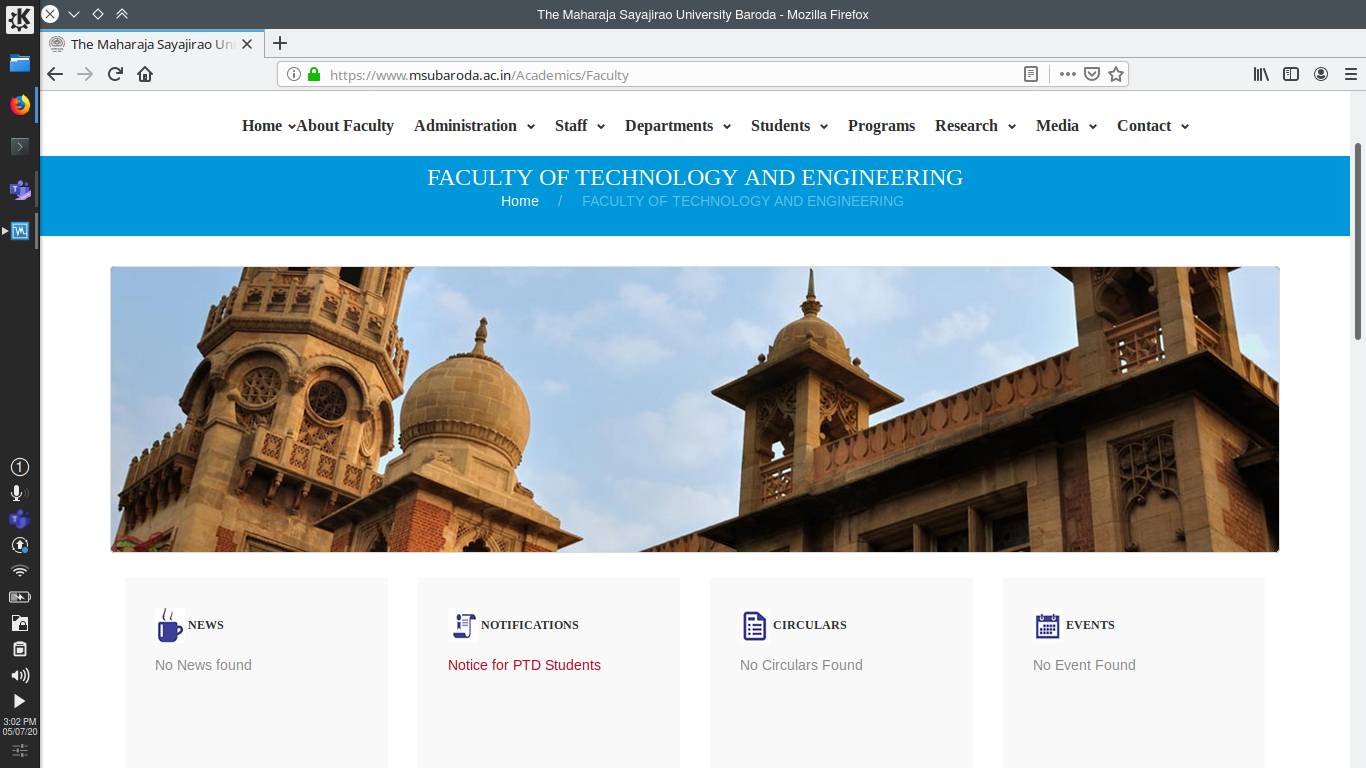 The Maharaja Sayajirao University Baroda - Mozilla Firefox
The Maharaja Sayajirao Un
https://www.msubaroda.ac.in/Academics/Faculty
Home About Faculty Administration Staff Departments Students Programs Research Media Contact
FACULTY OF TECHNOLOGY AND ENGINEERING
Home / FACULTY OF TECHNOLOGY AND ENGINEERING
NEWS
No News found
NOTIFICATIONS
Notice for PTD Students
CIRCULARS
No Circulars Found
EVENTS
No Event Found
1
3:02 PM
05/07/20